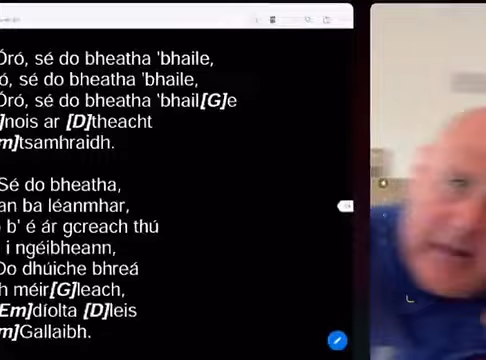 Óró, sé do bheatha 'bhaile,
ó, sé do bheatha 'bhaile,
Óró, sé do bheatha 'bhail[G]e
]nois ar [D]theacht
m]tsamhraidh.
Sé do bheatha,
an ba léanmhar,
b' é ár gcreach thú
i ngéibheann,
Do dhúiche bhreá
h méir[G]leach,
Em]díolta [D]leis
m]Gallaibh.